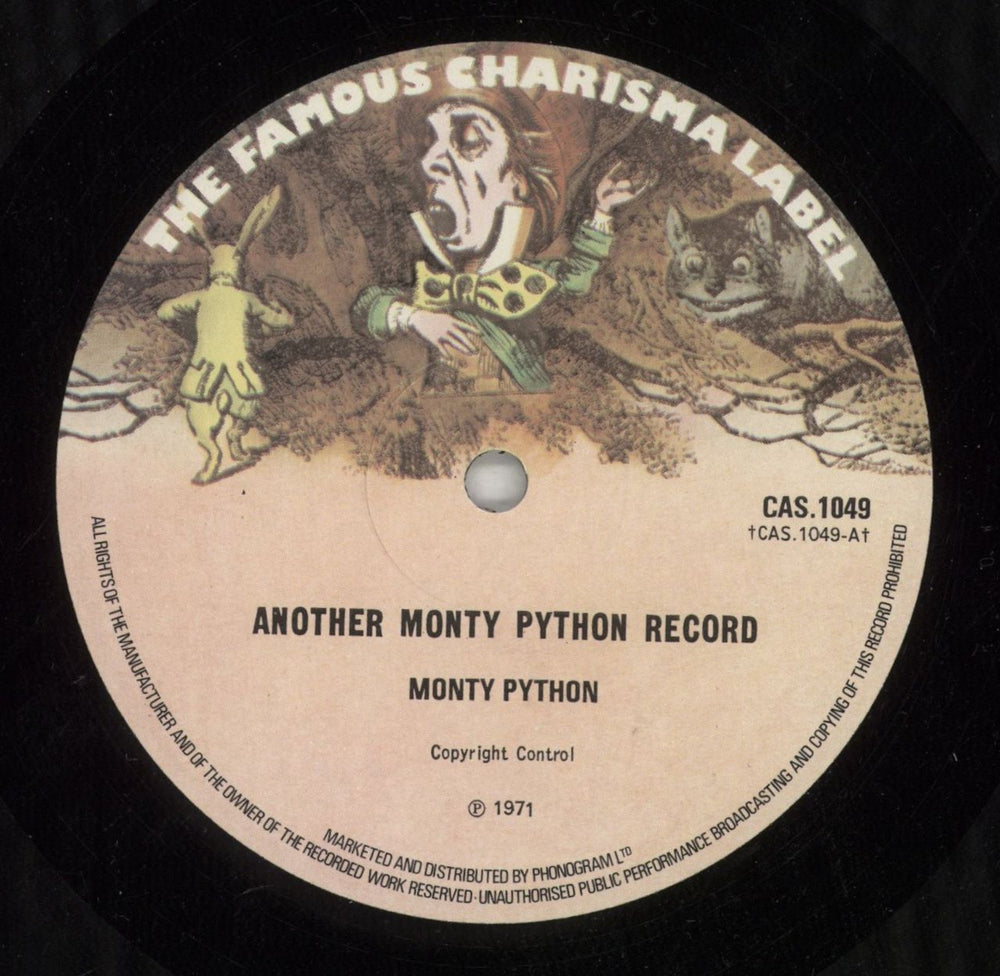 THE FAMOUS CHARISMA LABEL
CAS.1049
†CAS.1049-A†
ANOTHER MONTY PYTHON RECORD
MONTY PYTHON
Copyright Control
℗ 1971
MARKETED AND DISTRIBUTED BY PHONOGRAM LTD
ALL RIGHTS OF THE MANUFACTURER AND OF THE OWNER OF THE RECORDED WORK RESERVED·UNAUTHORISED PUBLIC PERFORMANCE BROADCASTING AND COPYING OF THIS RECORD PROHIBITED